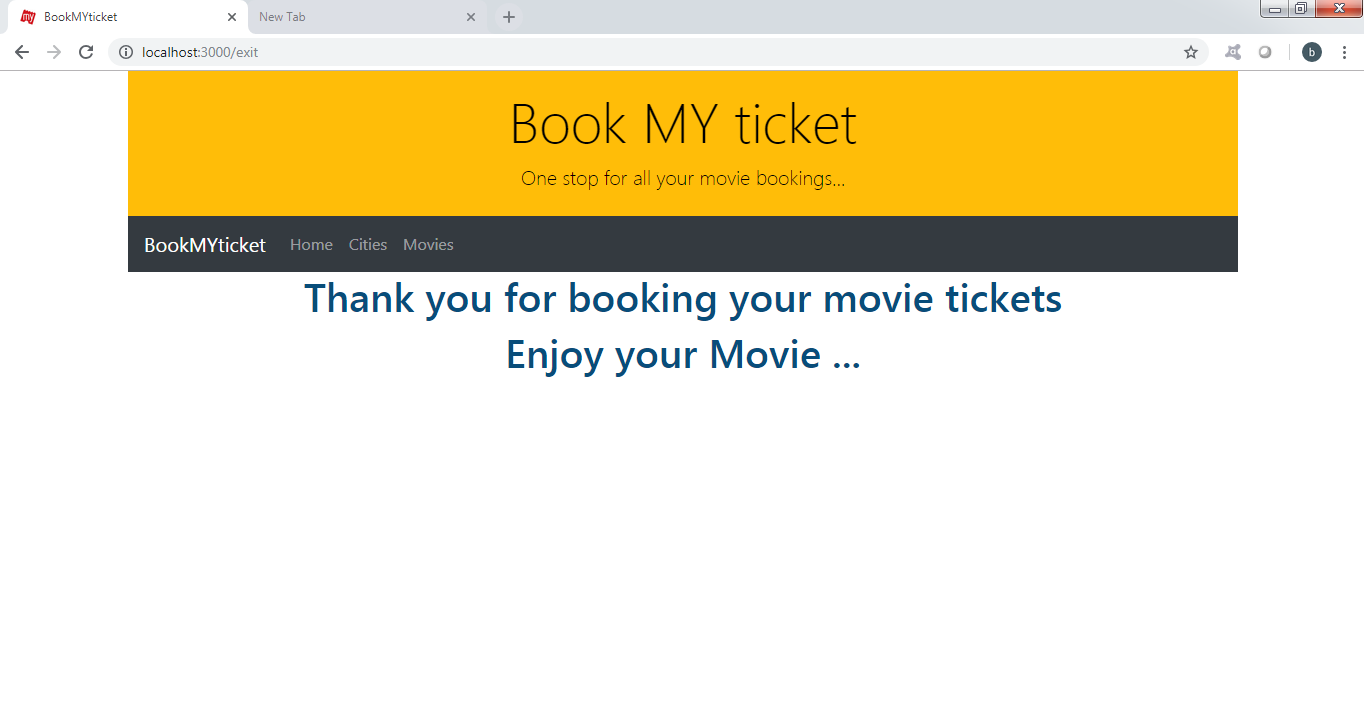 BookMYticket
New Tab
localhost:3000/exit
b
Book MY ticket
One stop for all your movie bookings...
BookMYticket Home Cities Movies
Thank you for booking your movie tickets
Enjoy your Movie ...